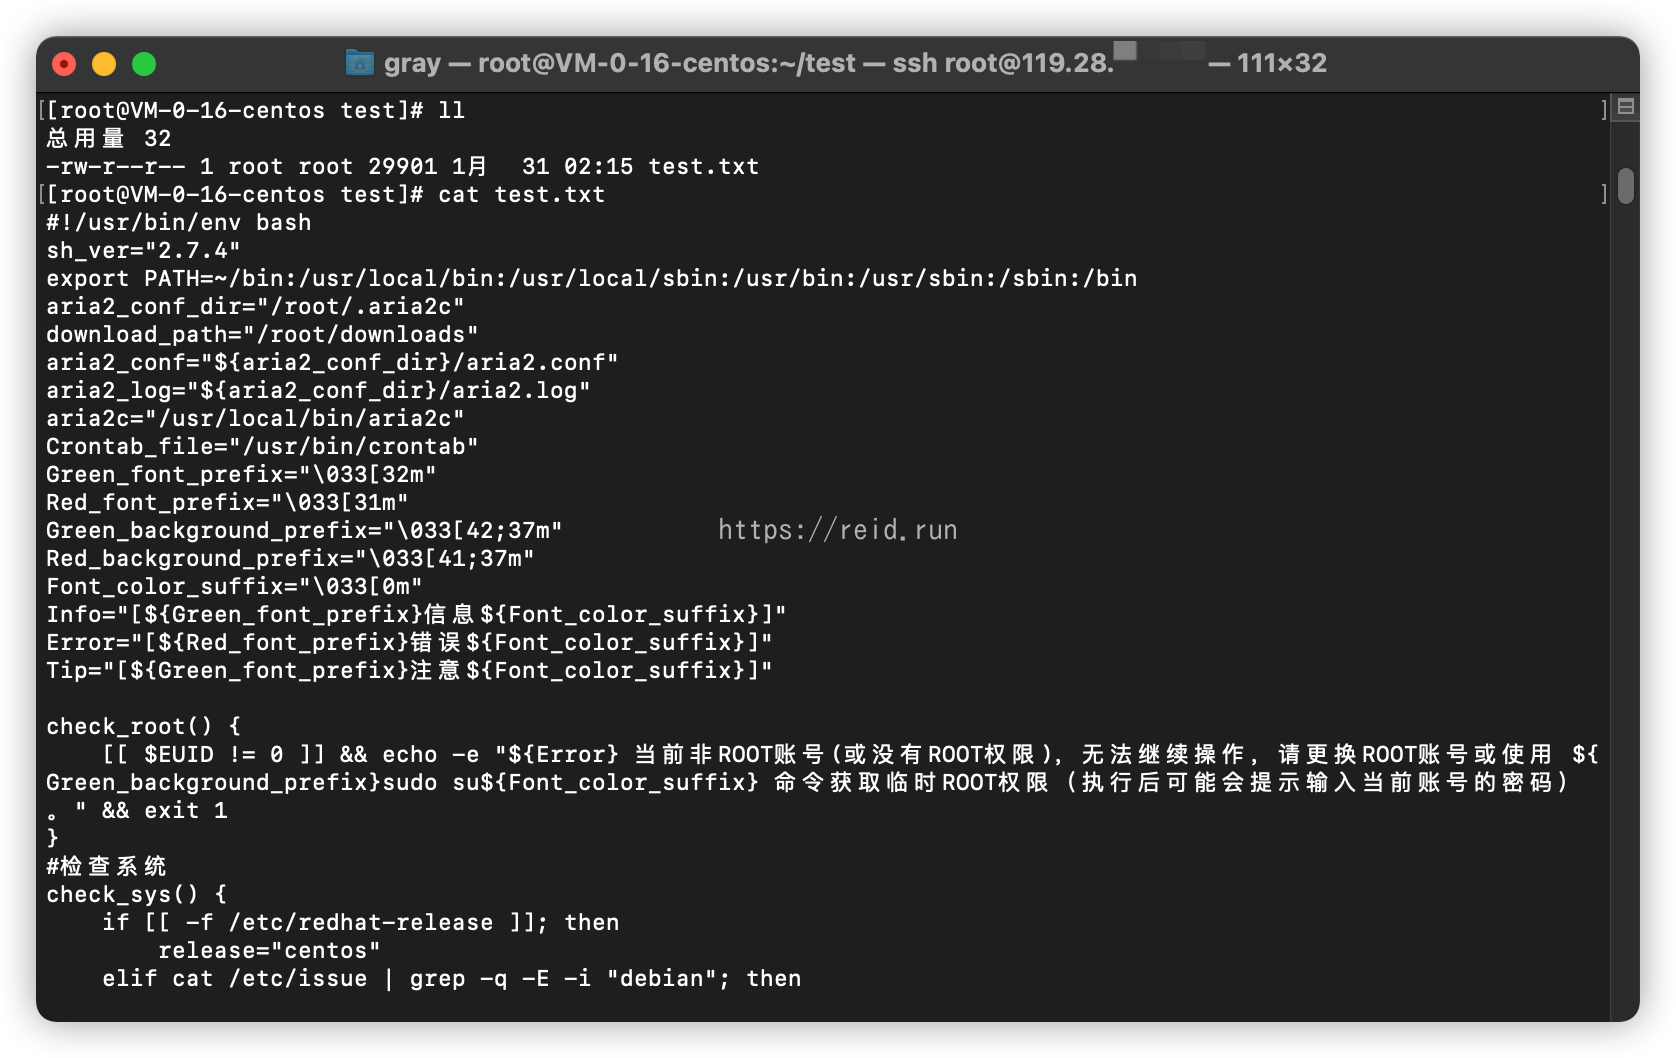 gray — root@VM-0-16-centos:~/test — ssh root@119.28. — 111×32
[[root@VM-0-16-centos test]# ll ]
总用量 32
-rw-r--r-- 1 root root 29901 1月  31 02:15 test.txt
[[root@VM-0-16-centos test]# cat test.txt ]
#!/usr/bin/env bash
sh_ver="2.7.4"
export PATH=~/bin:/usr/local/bin:/usr/local/sbin:/usr/bin:/usr/sbin:/sbin:/bin
aria2_conf_dir="/root/.aria2c"
download_path="/root/downloads"
aria2_conf="${aria2_conf_dir}/aria2.conf"
aria2_log="${aria2_conf_dir}/aria2.log"
aria2c="/usr/local/bin/aria2c"
Crontab_file="/usr/bin/crontab"
Green_font_prefix="\033[32m"
Red_font_prefix="\033[31m"
Green_background_prefix="\033[42;37m"
https://reid.run
Red_background_prefix="\033[41;37m"
Font_color_suffix="\033[0m"
Info="[${Green_font_prefix}信息${Font_color_suffix}]"
Error="[${Red_font_prefix}错误${Font_color_suffix}]"
Tip="[${Green_font_prefix}注意${Font_color_suffix}]"
check_root() {
    [[ $EUID != 0 ]] && echo -e "${Error} 当前非ROOT账号(或没有ROOT权限)，无法继续操作，请更换ROOT账号或使用 ${
Green_background_prefix}sudo su${Font_color_suffix} 命令获取临时ROOT权限（执行后可能会提示输入当前账号的密码）
。" && exit 1
}
#检查系统
check_sys() {
    if [[ -f /etc/redhat-release ]]; then
        release="centos"
    elif cat /etc/issue | grep -q -E -i "debian"; then